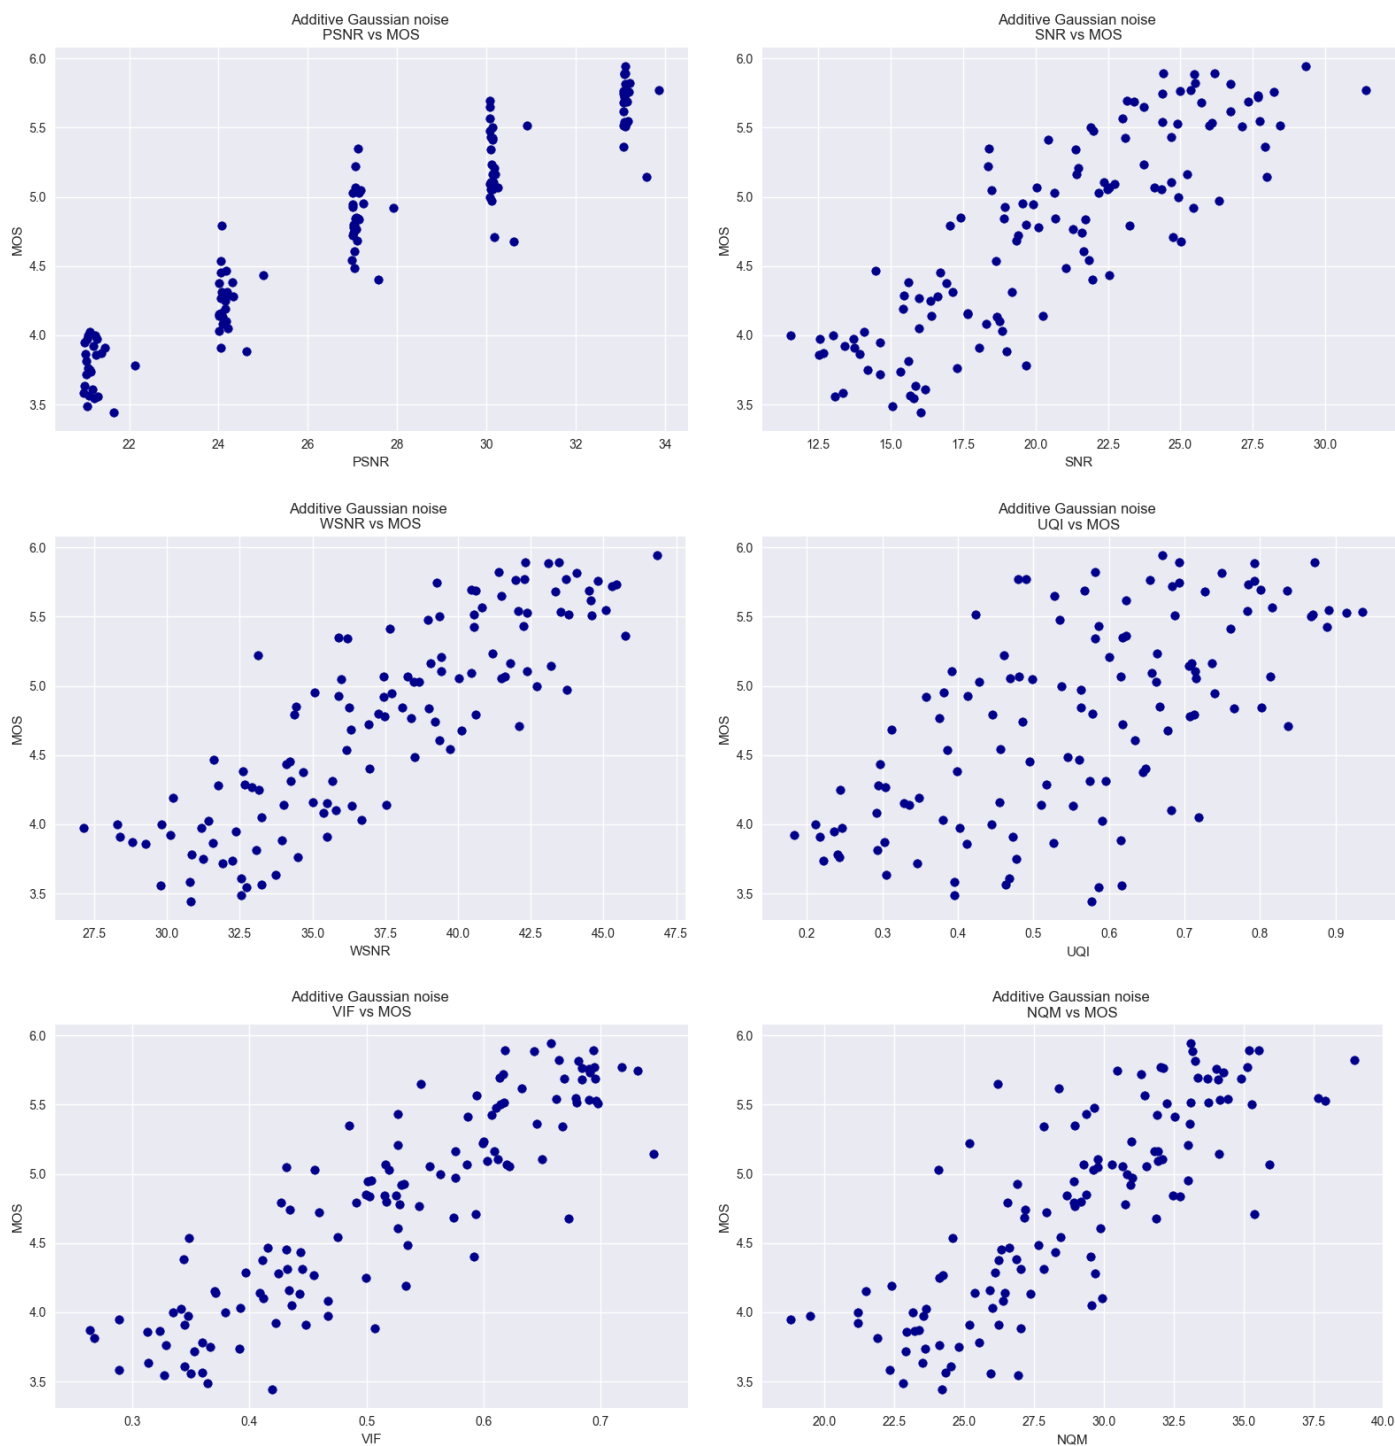 Additive Gaussian noise
PSNR vs MOS
6.0
5.5
5.0
4.5
4.0
3.5
MOS
22 24 26 28 30 32 34
PSNR
Additive Gaussian noise
SNR vs MOS
6.0
5.5
5.0
4.5
4.0
3.5
MOS
12.5 15.0 17.5 20.0 22.5 25.0 27.5 30.0
SNR
Additive Gaussian noise
WSNR vs MOS
6.0
5.5
5.0
4.5
4.0
3.5
MOS
27.5 30.0 32.5 35.0 37.5 40.0 42.5 45.0 47.5
WSNR
Additive Gaussian noise
UQI vs MOS
6.0
5.5
5.0
4.5
4.0
3.5
MOS
0.2 0.3 0.4 0.5 0.6 0.7 0.8 0.9
UQI
Additive Gaussian noise
VIF vs MOS
6.0
5.5
5.0
4.5
4.0
3.5
MOS
0.3 0.4 0.5 0.6 0.7
VIF
Additive Gaussian noise
NQM vs MOS
6.0
5.5
5.0
4.5
4.0
3.5
MOS
20.0 22.5 25.0 27.5 30.0 32.5 35.0 37.5 40.0
NQM